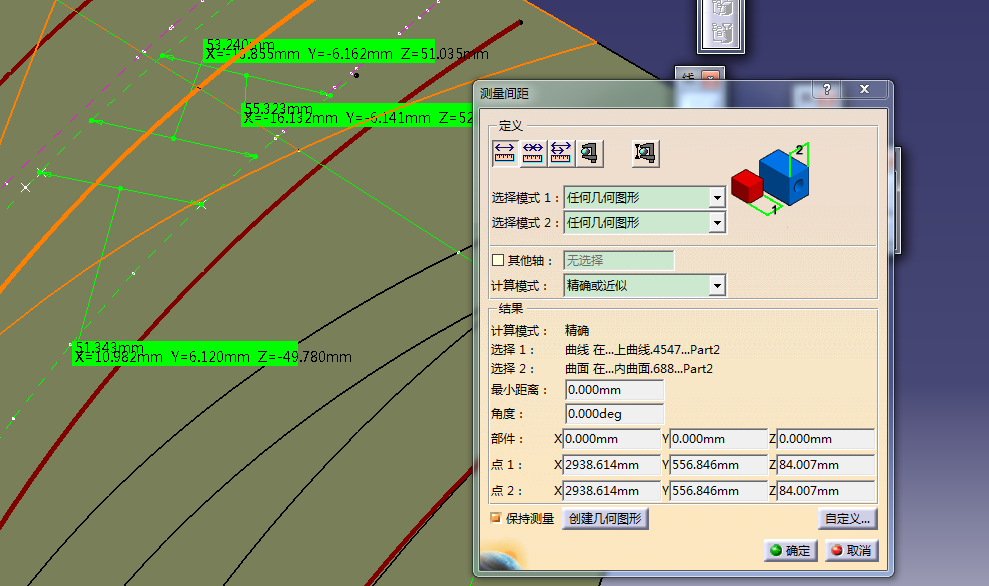 53.240mm
X=-13.855mm Y=-6.162mm Z=51.035mm
55.323mm
X=-16.132mm Y=-6.141mm Z=52
51.343mm
X=10.982mm Y=6.120mm Z=-49.780mm
线
测量间距
定义
选择模式 1：任何几何图形
选择模式 2：任何几何图形
2
1
其他轴： 无选择
计算模式： 精确或近似
结果
计算模式： 精确
选择 1： 曲线 在...上曲线.4547...Part2
选择 2： 曲面 在...内曲面.688...Part2
最小距离： 0.000mm
角度： 0.000deg
部件： X 0.000mm Y 0.000mm Z 0.000mm
点 1： X 2938.614mm Y 556.846mm Z 84.007mm
点 2： X 2938.614mm Y 556.846mm Z 84.007mm
保持测量 创建几何图形 自定义...
确定 取消